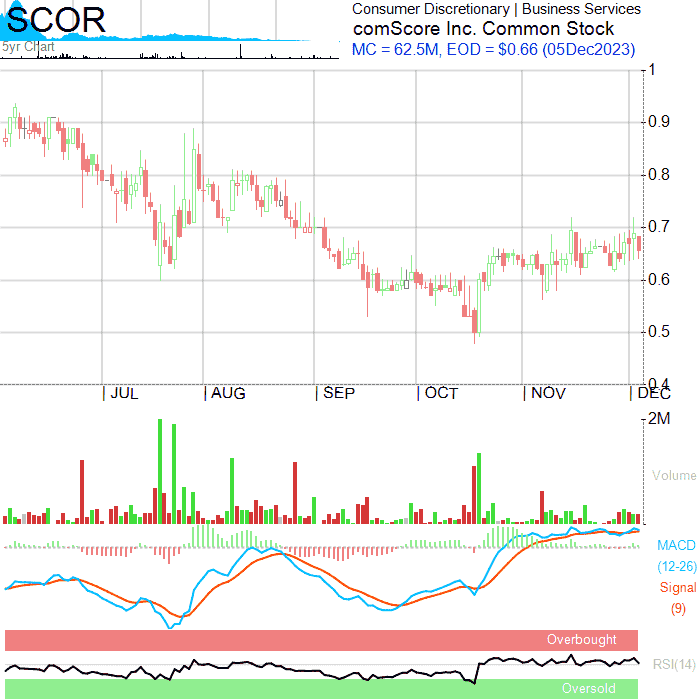 SCOR
Consumer Discretionary | Business Services
comScore Inc. Common Stock
MC = 62.5M, EOD = $0.66 (05Dec2023)
5yr Chart
1
0.9
0.8
0.7
0.6
0.5
0.4
| JUL | AUG | SEP | OCT | NOV | DEC
2M
Volume
MACD
(12-26)
Signal
(9)
Overbought
RSI(14)
Oversold